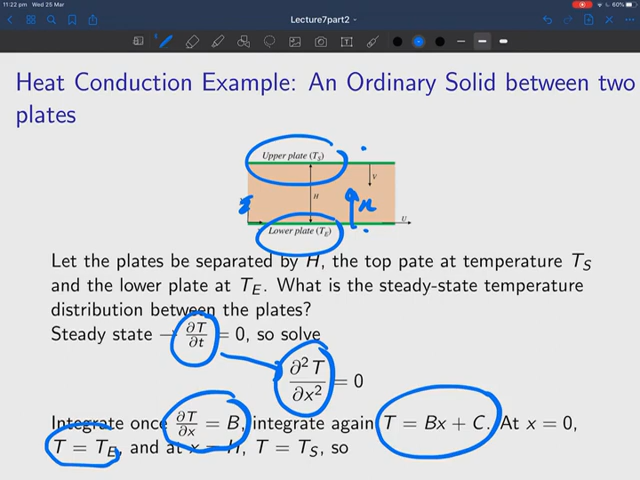 11:22 pm Wed 25 Mar
60%
Lecture7part2
Heat Conduction Example: An Ordinary Solid between two
plates
Upper plate (T_S)
V
H
x
Lower plate (T_E)
U
Let the plates be separated by H, the top pate at temperature T_S
and the lower plate at T_E. What is the steady-state temperature
distribution between the plates?
Steady state → ∂T/∂t = 0, so solve
∂²T/∂x² = 0
Integrate once ∂T/∂x = B, integrate again T = Bx + C. At x = 0,
T = T_E, and at x = H, T = T_S, so